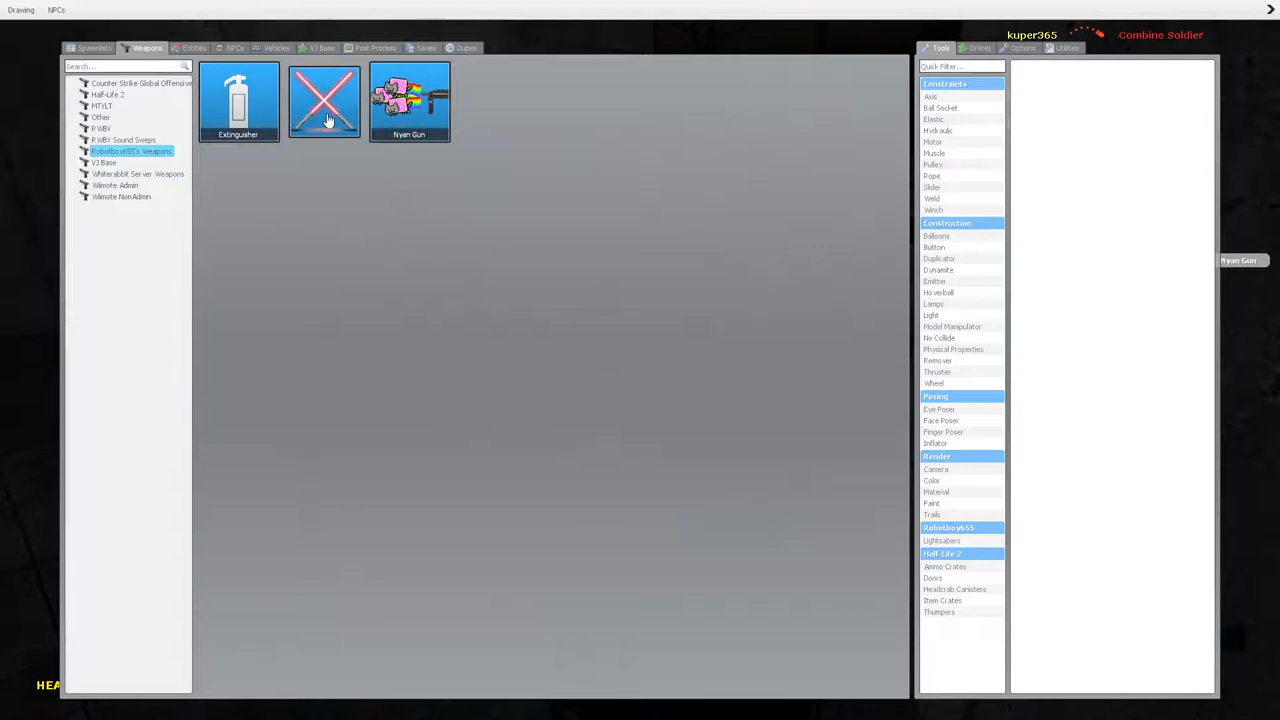 Drawing NPCs
kuper365 Combine Soldier
Spawnlists Weapons Entities NPCs Vehicles VJ Base Post Process Saves Dupes
Tools DrVrej Options Utilities
Search...
Quick Filter...
Counter Strike Global Offensive
Half-Life 2
MTYLT
Other
RWBY
RWBY Sound Sweps
Robotboy655's Weapons
VJ Base
Whiterabbit Server Weapons
Wiimote Admin
Wiimote NonAdmin
Extinguisher
Nyan Gun
Constraints
Axis
Ball Socket
Elastic
Hydraulic
Motor
Muscle
Pulley
Rope
Slider
Weld
Winch
Construction
Balloons
Button
Duplicator
Dynamite
Emitter
Hoverball
Lamps
Light
Model Manipulator
No Collide
Physical Properties
Remover
Thruster
Wheel
Posing
Eye Poser
Face Poser
Finger Poser
Inflator
Render
Camera
Color
Material
Paint
Trails
Robotboy655
Lightsabers
Half-Life 2
Ammo Crates
Doors
Headcrab Canisters
Item Crates
Thumpers
Nyan Gun
HEA